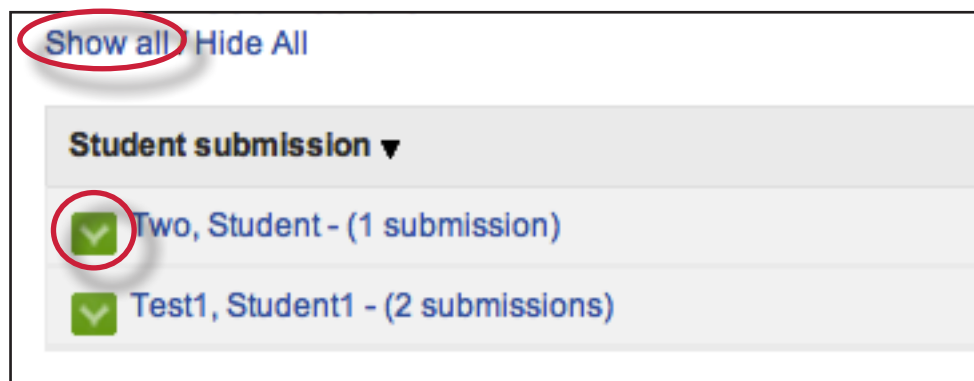 Show all / Hide All
Student submission ▼
Two, Student - (1 submission)
Test1, Student1 - (2 submissions)